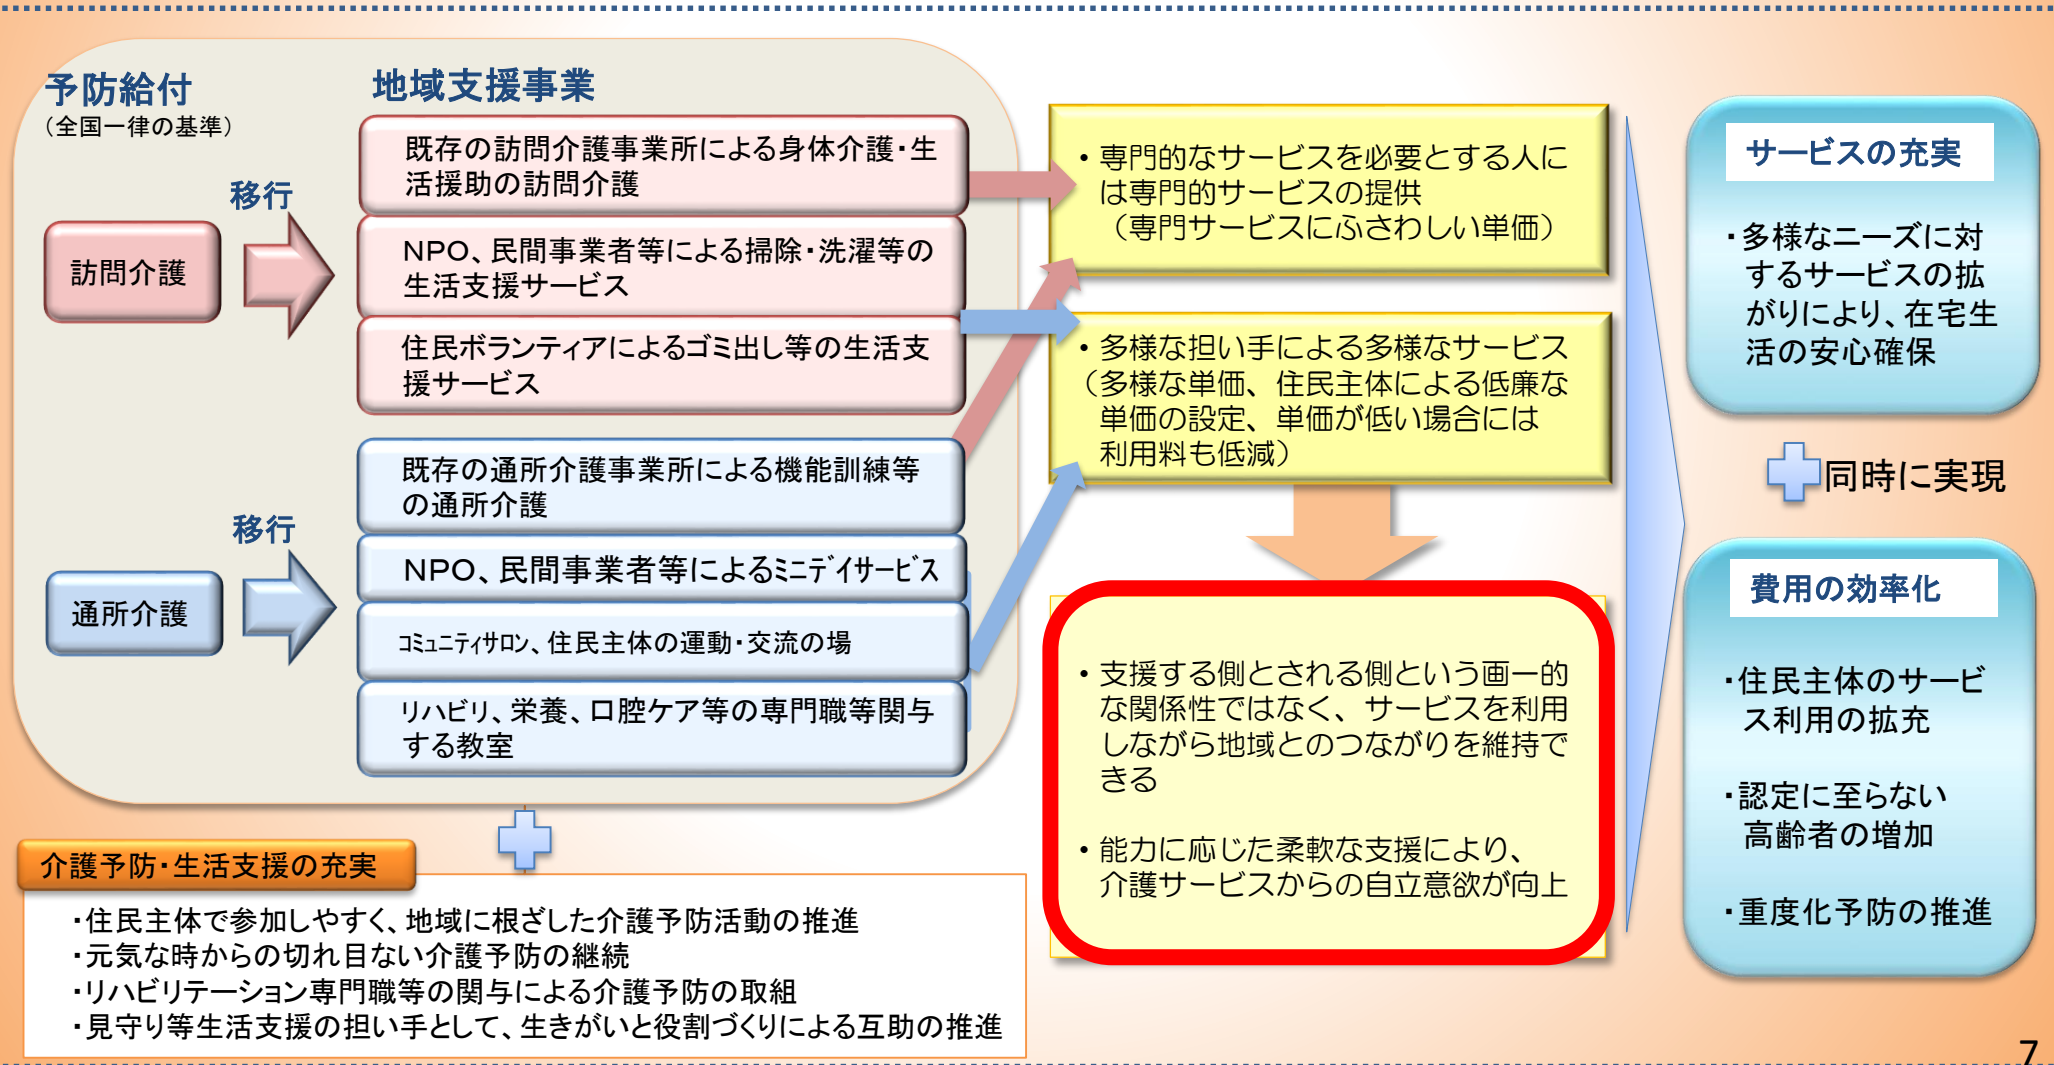 予防給付
（全国一律の基準）
地域支援事業
移行
訪問介護
既存の訪問介護事業所による身体介護・生
活援助の訪問介護
NPO、民間事業者等による掃除・洗濯等の
生活支援サービス
住民ボランティアによるゴミ出し等の生活支
援サービス
移行
通所介護
既存の通所介護事業所による機能訓練等
の通所介護
NPO、民間事業者等によるﾐﾆﾃﾞｲｻｰﾋﾞｽ
ｺﾐｭﾆﾃｨｻﾛﾝ、住民主体の運動・交流の場
リハビリ、栄養、口腔ケア等の専門職等関与
する教室
介護予防・生活支援の充実
・住民主体で参加しやすく、地域に根ざした介護予防活動の推進
・元気な時からの切れ目ない介護予防の継続
・リハビリテーション専門職等の関与による介護予防の取組
・見守り等生活支援の担い手として、生きがいと役割づくりによる互助の推進
・専門的なサービスを必要とする人に
は専門的サービスの提供
（専門サービスにふさわしい単価）
・多様な担い手による多様なサービス
（多様な単価、住民主体による低廉な
単価の設定、単価が低い場合には
利用料も低減）
・支援する側とされる側という画一的
な関係性ではなく、サービスを利用
しながら地域とのつながりを維持で
きる
・能力に応じた柔軟な支援により、
介護サービスからの自立意欲が向上
サービスの充実
・多様なニーズに対
するサービスの拡
がりにより、在宅生
活の安心確保
同時に実現
費用の効率化
・住民主体のサービ
ス利用の拡充
・認定に至らない
高齢者の増加
・重度化予防の推進
7